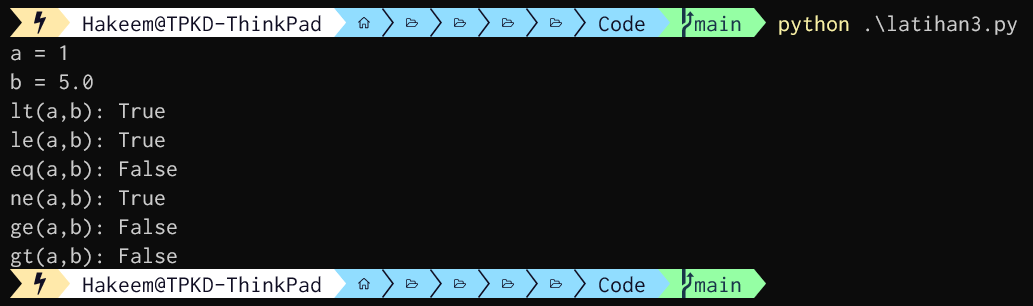 Hakeem@TPKD-ThinkPad Code main python .\latihan3.py
a = 1
b = 5.0
lt(a,b): True
le(a,b): True
eq(a,b): False
ne(a,b): True
ge(a,b): False
gt(a,b): False
Hakeem@TPKD-ThinkPad Code main